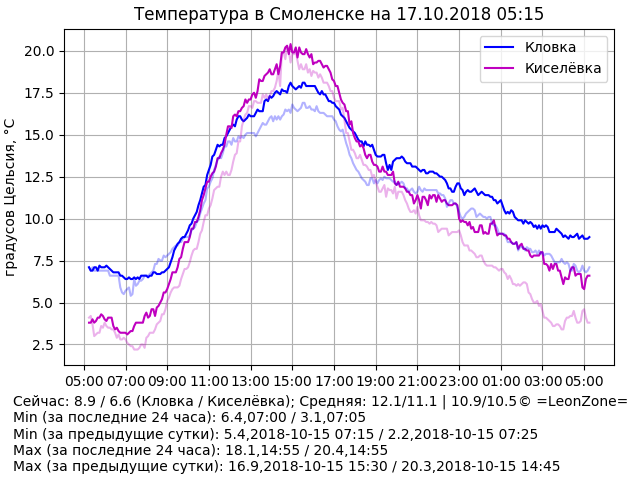 Температура в Смоленске на 17.10.2018 05:15
Кловка
Киселёвка
градусов Цельсия, °C
20.0
17.5
15.0
12.5
10.0
7.5
5.0
2.5
05:00 07:00 09:00 11:00 13:00 15:00 17:00 19:00 21:00 23:00 01:00 03:00 05:00
Сейчас: 8.9 / 6.6 (Кловка / Киселёвка); Средняя: 12.1/11.1 | 10.9/10.5© =LeonZone=
Min (за последние 24 часа): 6.4,07:00 / 3.1,07:05
Min (за предыдущие сутки): 5.4,2018-10-15 07:15 / 2.2,2018-10-15 07:25
Max (за последние 24 часа): 18.1,14:55 / 20.4,14:55
Max (за предыдущие сутки): 16.9,2018-10-15 15:30 / 20.3,2018-10-15 14:45